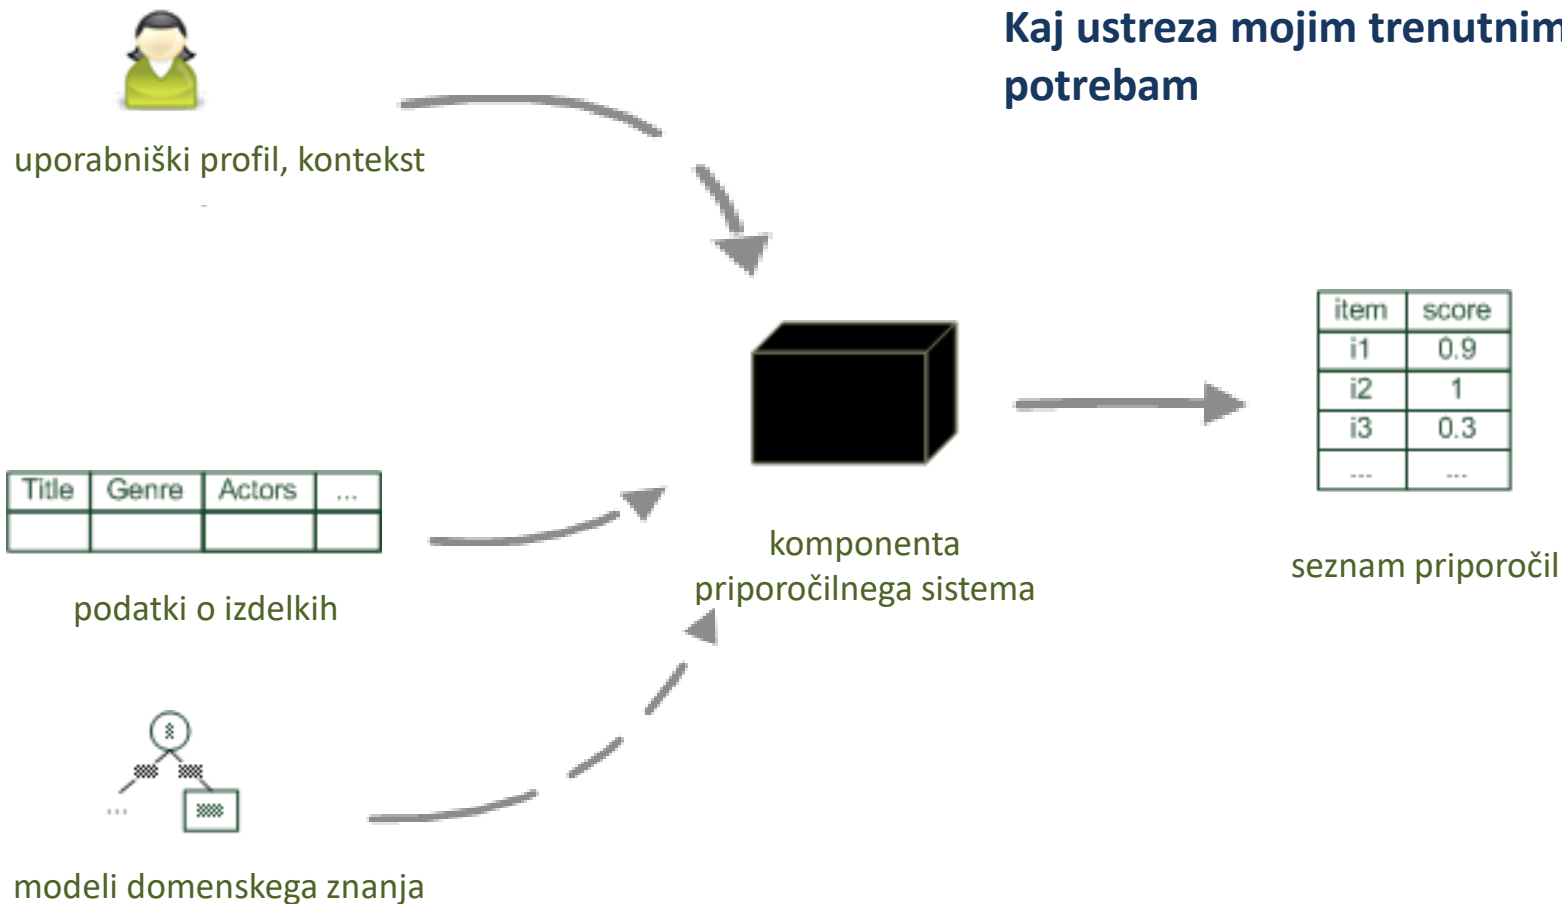 Kaj ustreza mojim trenutnim
potrebam
uporabniški profil, kontekst
item score
i1 0.9
i2 1
i3 0.3
... ...
Title Genre Actors ...
komponenta
priporočilnega sistema
seznam priporočil
podatki o izdelkih
...
modeli domenskega znanja